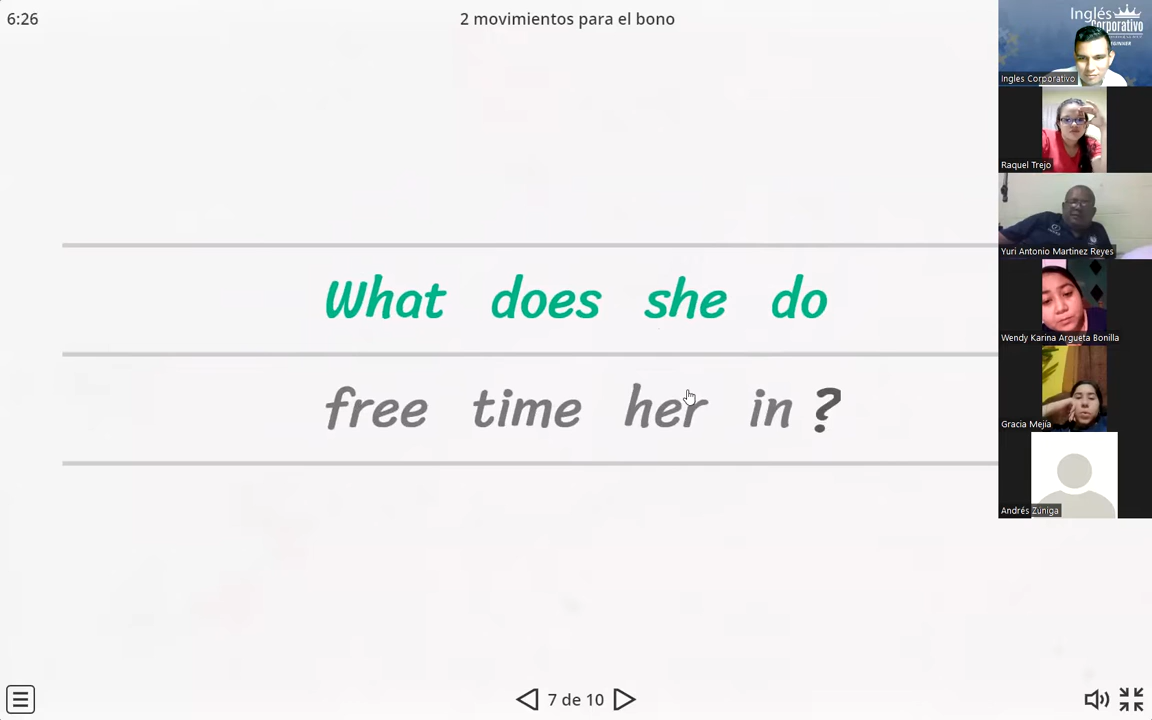 6:26
2 movimientos para el bono
What does she do
free time her in ?
7 de 10
Inglés
Corporativo
Ingles Corporativo
Raquel Trejo
Yuri Antonio Martinez Reyes
Wendy Karina Argueta Bonilla
Gracia Mejía
Andrés Zúniga